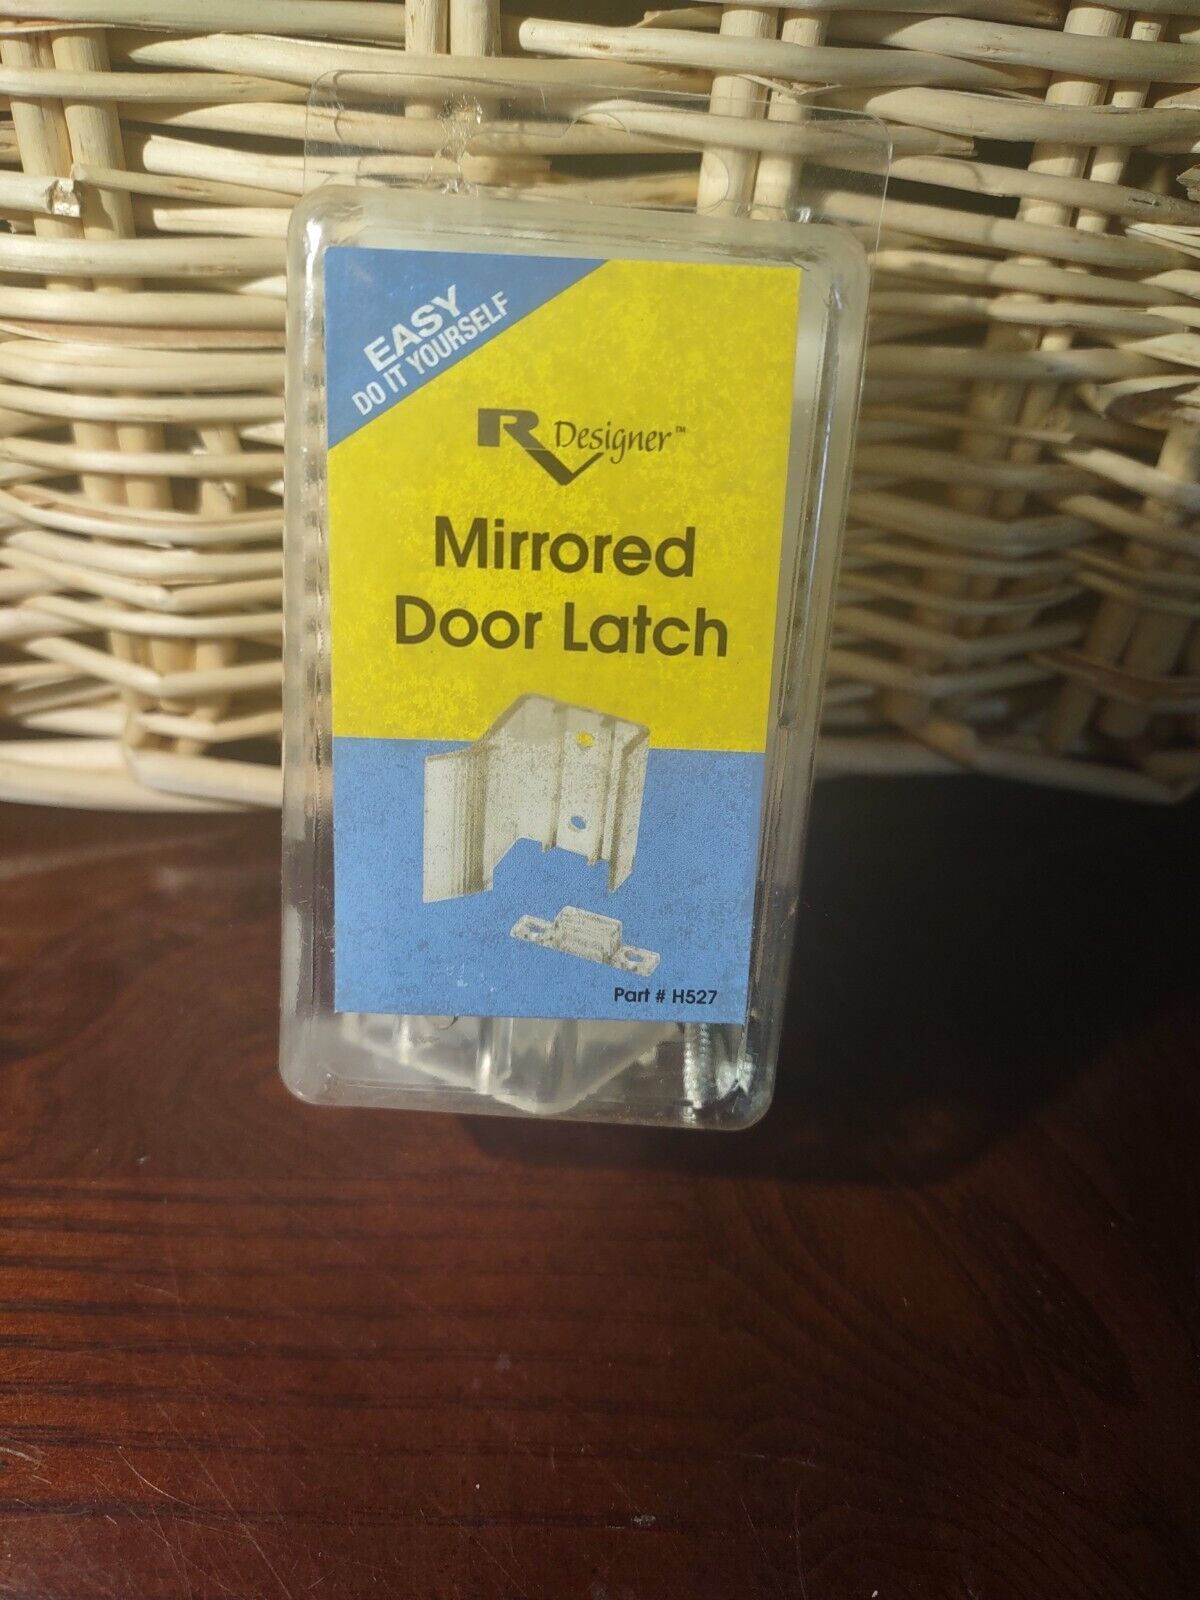 EASY
DO IT YOURSELF
RV Designer™
Mirrored
Door Latch
Part # H527